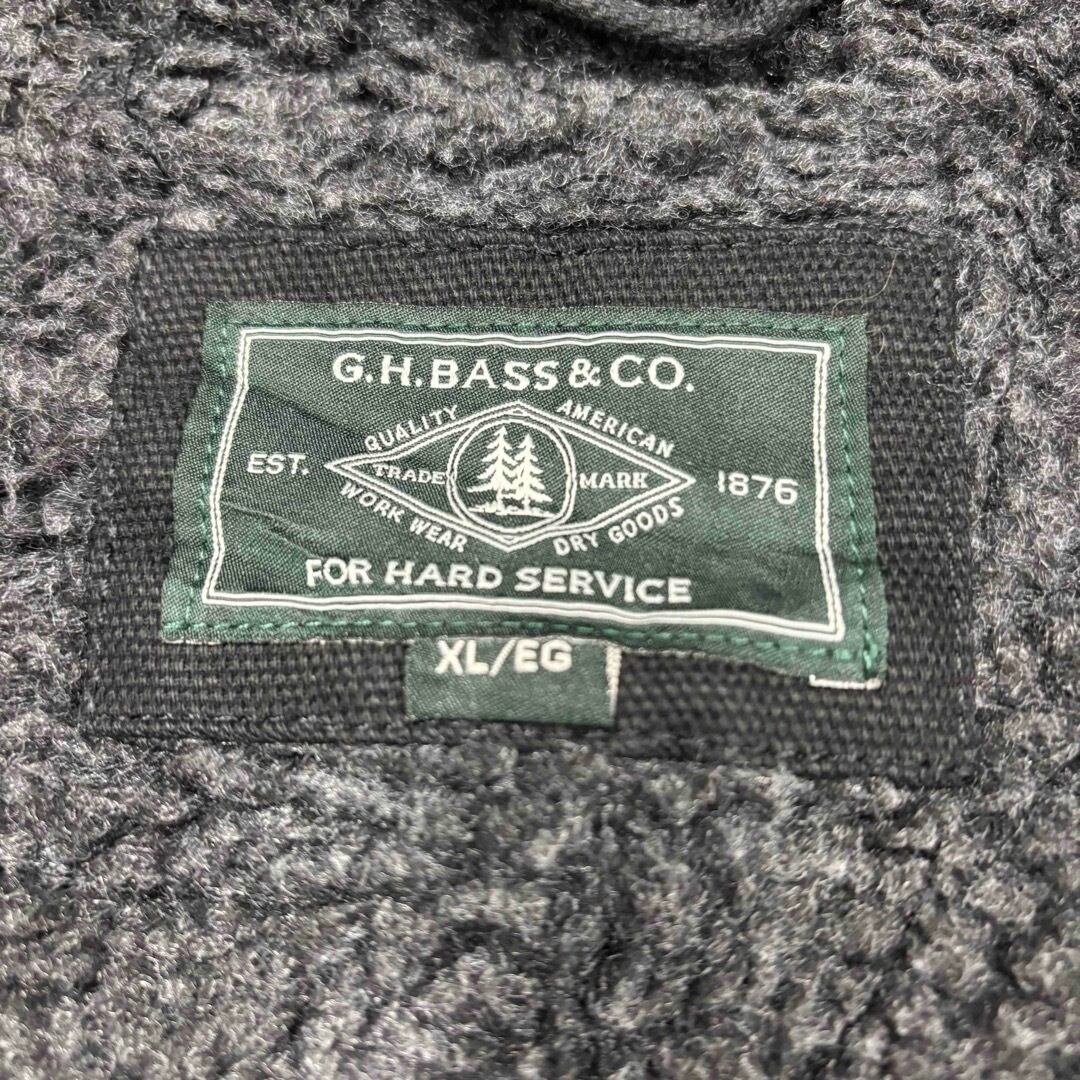 G.H.BASS & CO.
QUALITY AMERICAN
EST. TRADE MARK 1876
WORK WEAR DRY GOODS
FOR HARD SERVICE
XL/EG